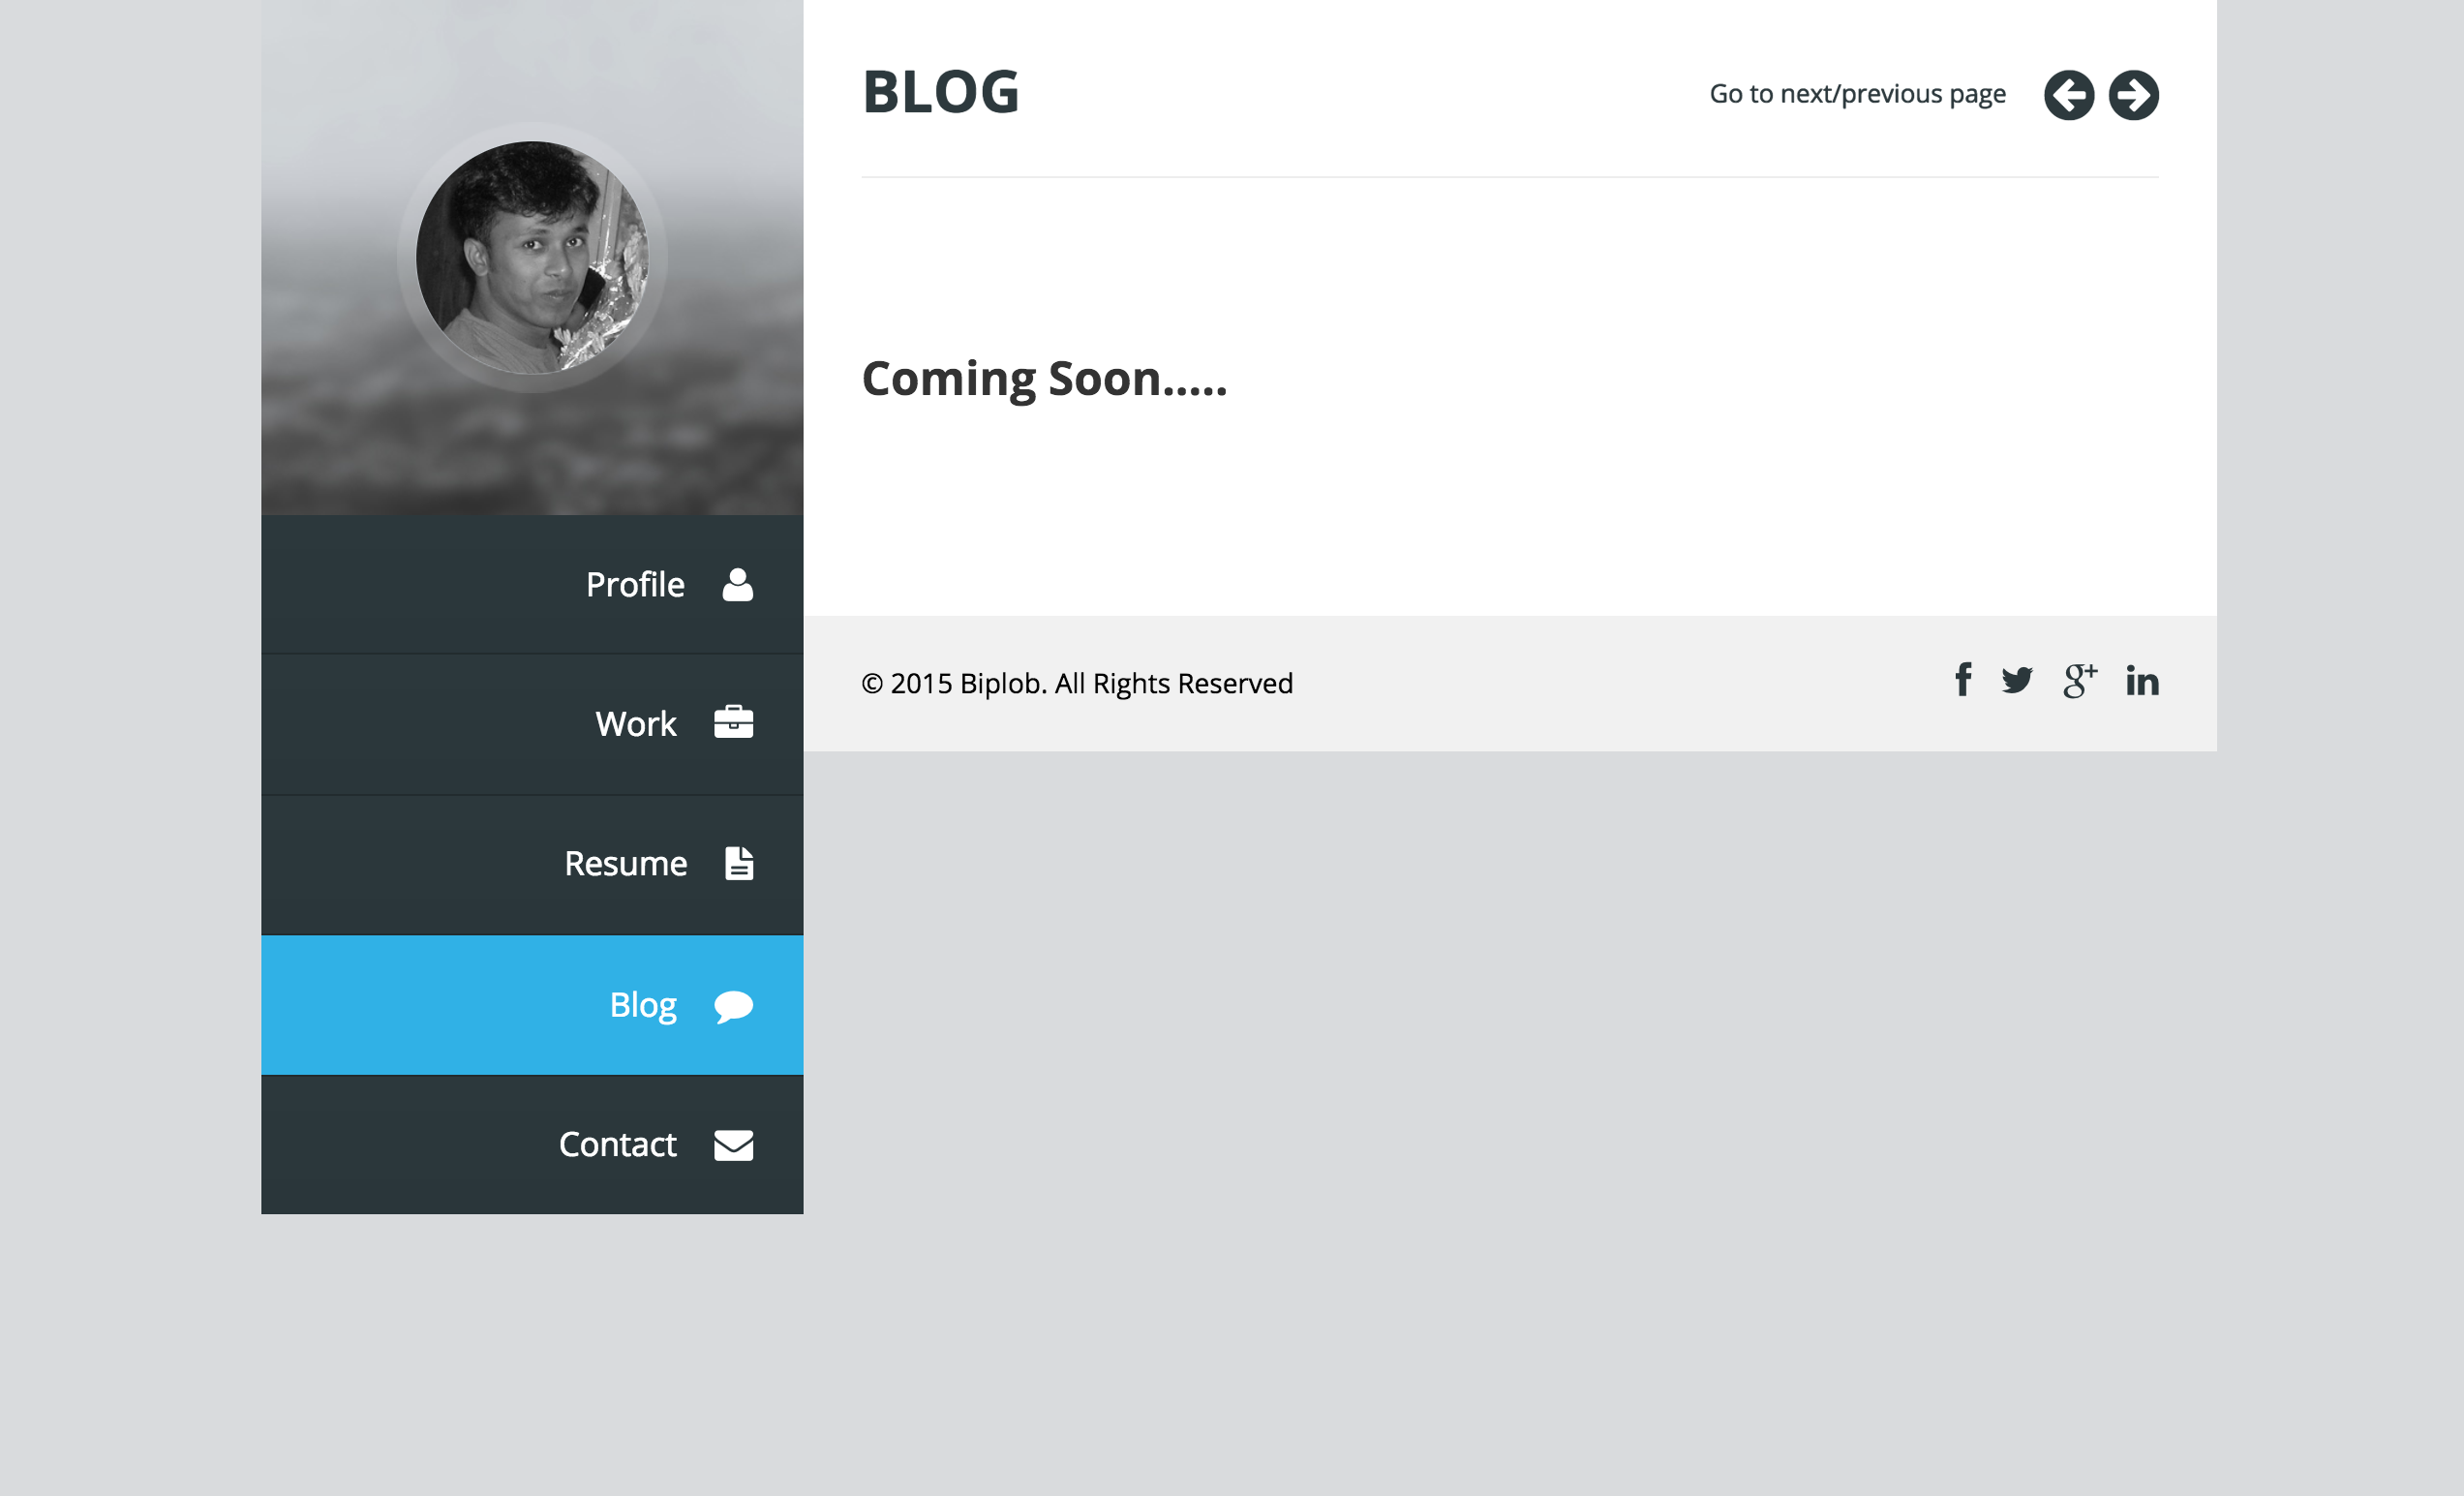 BLOG
Go to next/previous page
Coming Soon.....
Profile
Work
Resume
Blog
Contact
© 2015 Biplob. All Rights Reserved